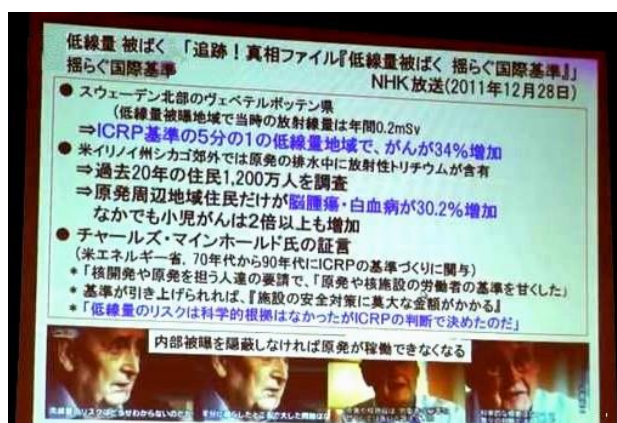 低線量 被ばく 「追跡！真相ファイル『低線量被ばく 揺らぐ国際基準』」
揺らぐ国際基準 NHK放送(2011年12月28日)
● スウェーデン北部のヴェペテルポッテン県
(低線量被曝地域で当時の放射線量は年間0.2mSv
⇒ICRP基準の5分の1の低線量地域で、がんが34%増加
● 米イリノイ州シカゴ郊外では原発の排水中に放射性トリチウムが含有
⇒過去20年の住民1,200万人を調査
⇒原発周辺地域住民だけが脳腫瘍・白血病が30.2%増加
なかでも小児がんは2倍以上も増加
● チャールズ・マインホールド氏の証言
(米エネルギー省，70年代から90年代にICRPの基準づくりに関与)
＊「核開発や原発を担う人達の要請で、「原発や核施設の労働者の基準を甘くした」
＊ 基準が引き上げられれば、『施設の安全対策に莫大な金額がかかる』
＊「低線量のリスクは科学的根拠はなかったがICRPの判断で決めたのだ」
内部被曝を隠蔽しなければ原発が稼働できなくなる